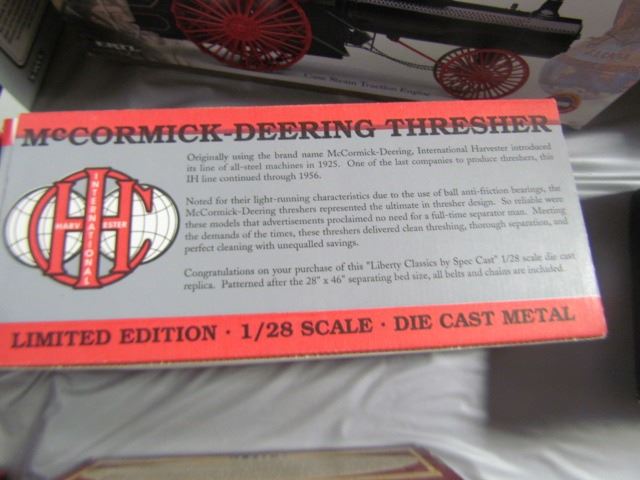 ERTL
Case Steam Traction Engine
McCORMICK-DEERING THRESHER
Originally using the brand name McCormick-Deering, International Harvester introduced
its line of all-steel machines in 1925. One of the last companies to produce threshers, this
IH line continued through 1956.
INTERNATIONAL
HARVESTER
Noted for their light-running characteristics due to the use of ball anti-friction bearings, the
McCormick-Deering threshers represented the ultimate in thresher design. So reliable were
these models that advertisements proclaimed no need for a full-time separator man. Meeting
the demands of the times, these threshers delivered clean threshing, thorough separation, and
perfect cleaning with unequalled savings.
Congratulations on your purchase of this "Liberty Classics by Spec Cast" 1/28 scale die cast
replica. Patterned after the 28" x 46" separating bed size, all belts and chains are included.
LIMITED EDITION · 1/28 SCALE · DIE CAST METAL